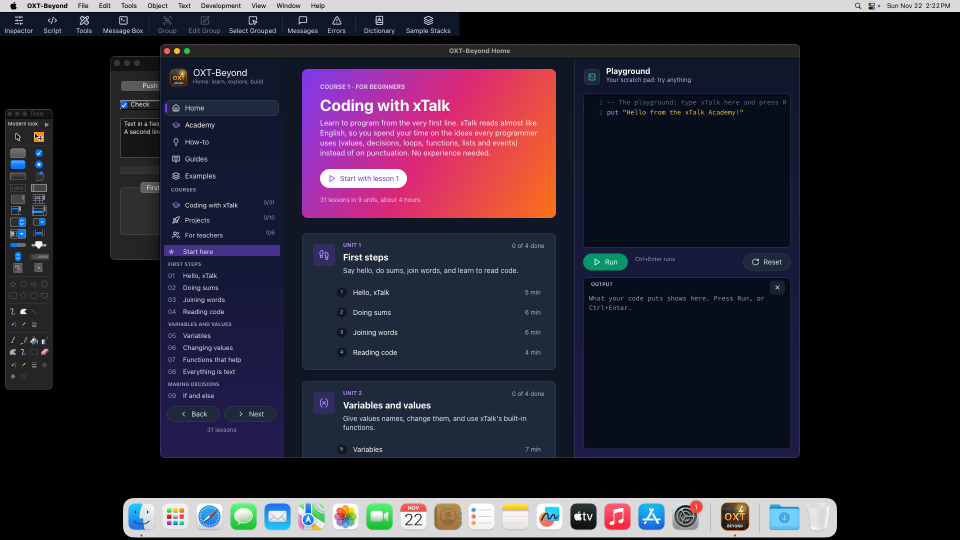 OXT-Beyond File Edit Tools Object Text Development View Window Help
Sun Nov 22 2:22 PM
Inspector Script Tools Message Box Group Edit Group Select Grouped Messages Errors Dictionary Sample Stacks
OXT-Beyond Home
Push
Check
Text in a field
A second line
First
Tools
Modern look
Label
OXT-Beyond
Home: learn, explore, build
Home
Academy
How-to
Guides
Examples
COURSES
Coding with xTalk 0/31
Projects 0/10
For teachers 0/6
Start here
FIRST STEPS
01 Hello, xTalk
02 Doing sums
03 Joining words
04 Reading code
VARIABLES AND VALUES
05 Variables
06 Changing values
07 Functions that help
08 Everything is text
MAKING DECISIONS
09 If and else
Back Next
31 lessons
COURSE 1 · FOR BEGINNERS
Coding with xTalk
Learn to program from the very first line. xTalk reads almost like
English, so you spend your time on the ideas every programmer
uses (values, decisions, loops, functions, lists and events)
instead of on punctuation. No experience needed.
Start with lesson 1
31 lessons in 9 units, about 4 hours.
UNIT 1
0 of 4 done
First steps
Say hello, do sums, join words, and learn to read code.
1 Hello, xTalk 5 min
2 Doing sums 6 min
3 Joining words 6 min
4 Reading code 4 min
UNIT 2
0 of 4 done
Variables and values
Give values names, change them, and use xTalk's built-in
functions.
5 Variables 7 min
Playground
Your scratch pad: try anything
1 -- The playground: type xTalk here and press R
2 put "Hello from the xTalk Academy!"
Run Ctrl+Enter runs Reset
OUTPUT
What your code puts shows here. Press Run, or
Ctrl+Enter.
NOV
22
tv
1
OXT
BEYOND